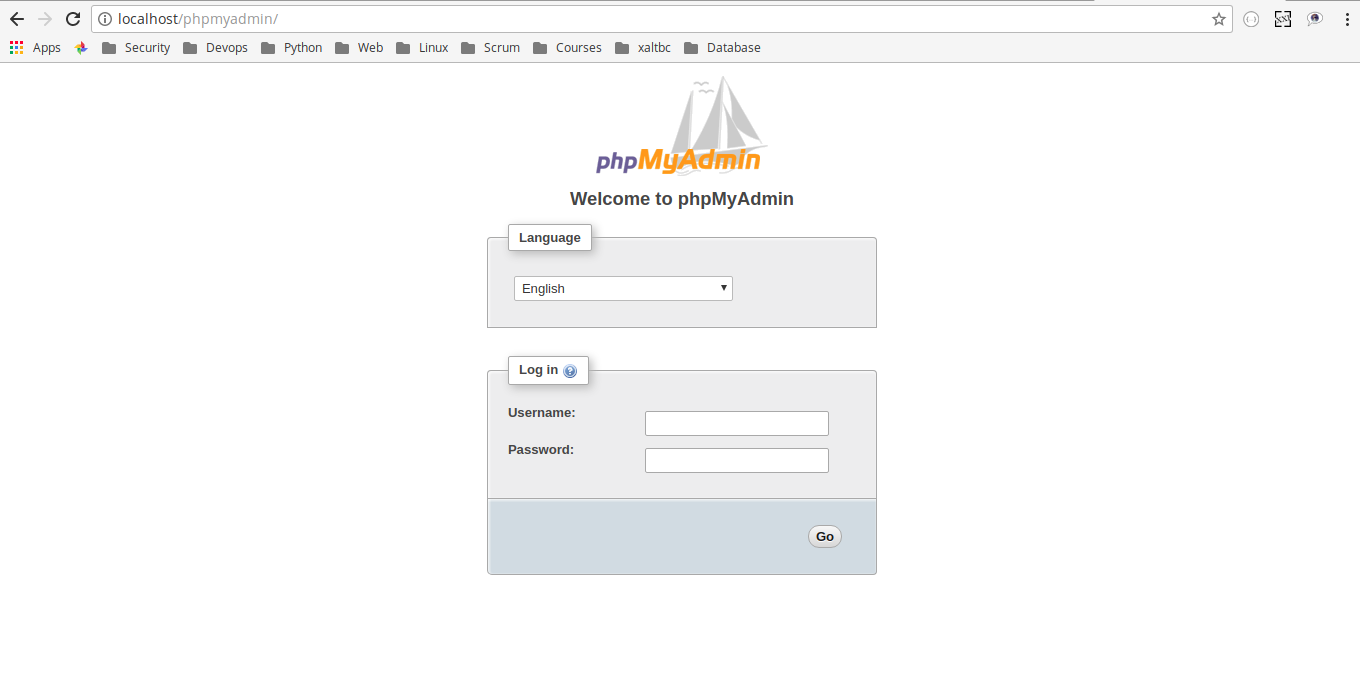 localhost/phpmyadmin/
Apps Security Devops Python Web Linux Scrum Courses xaltbc Database
phpMyAdmin
Welcome to phpMyAdmin
Language
English
Log in
Username:
Password:
Go